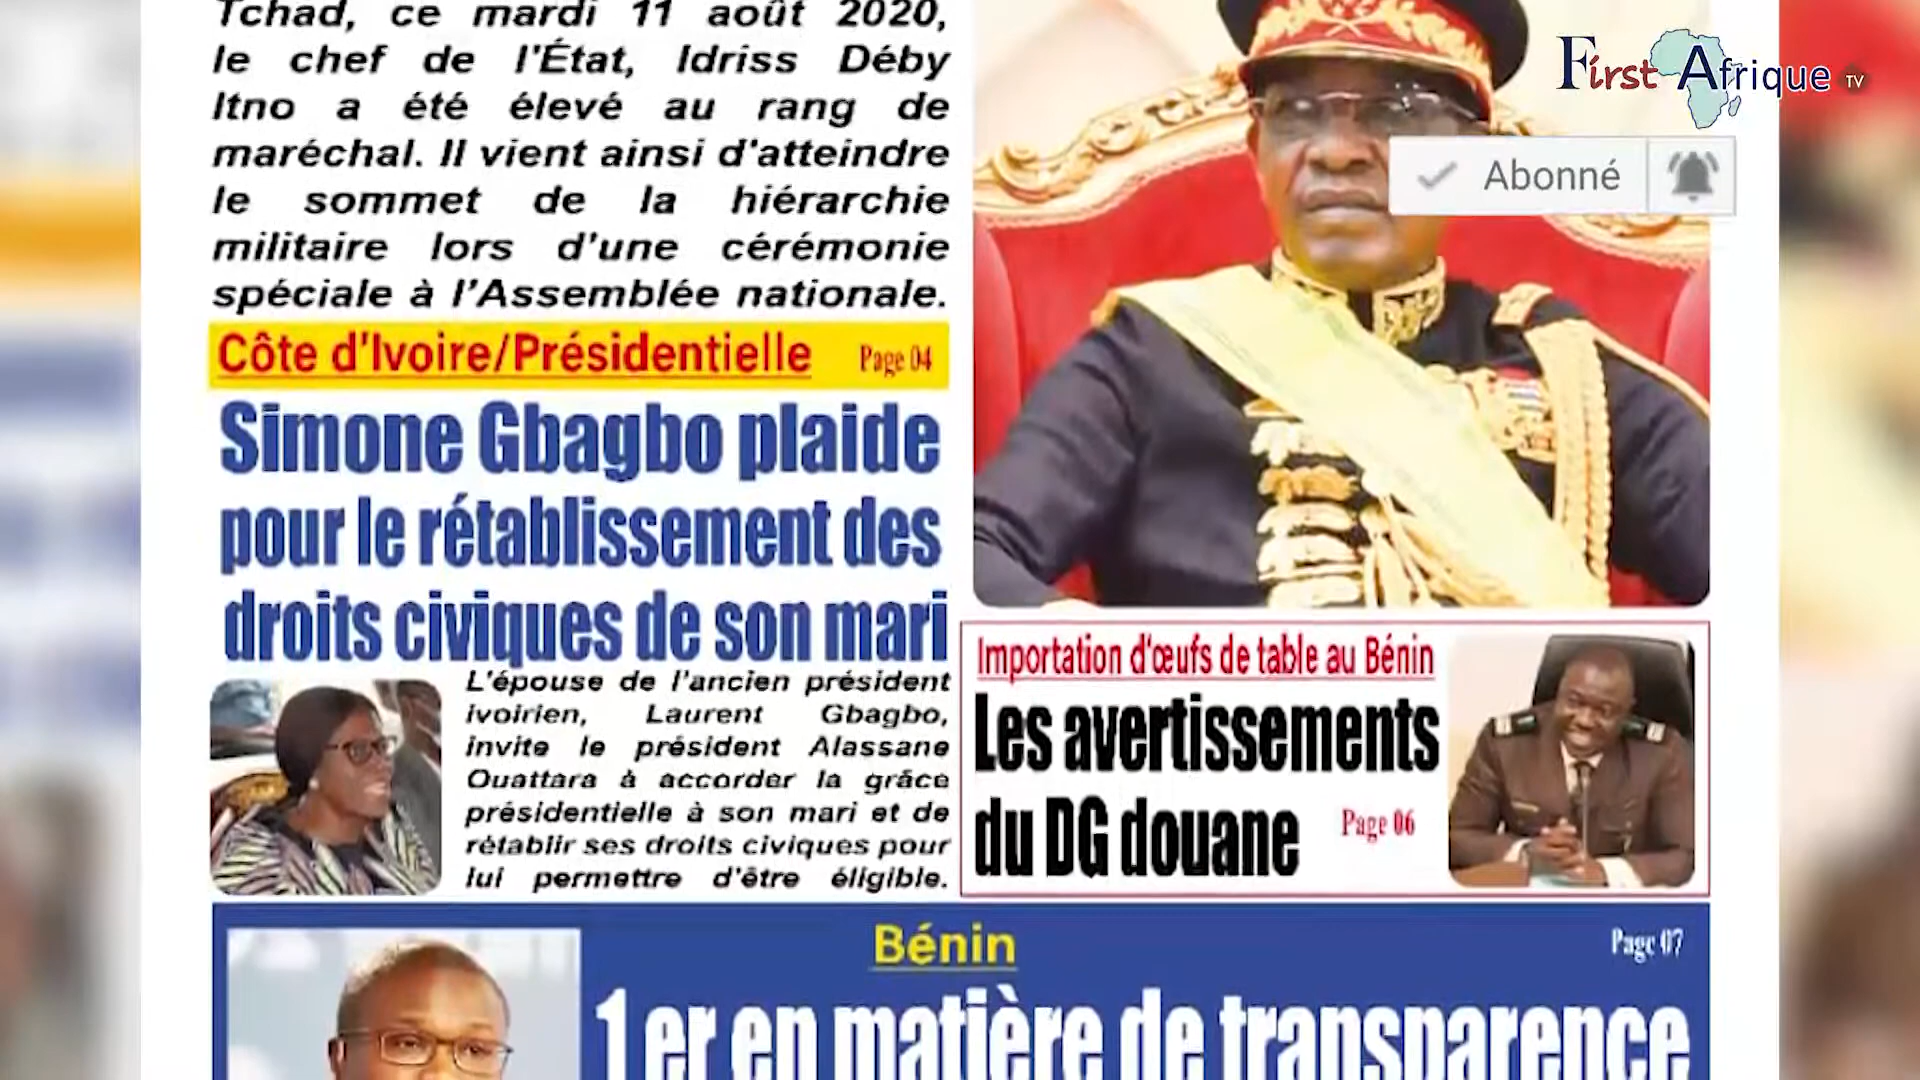 Tchad, ce mardi 11 août 2020,
le chef de l'État, Idriss Déby
Itno a été élevé au rang de
maréchal. Il vient ainsi d'atteindre
le sommet de la hiérarchie
militaire lors d'une cérémonie
spéciale à l'Assemblée nationale.
Côte d'Ivoire/Présidentielle Page 04
Simone Gbagbo plaide
pour le rétablissement des
droits civiques de son mari
L'épouse de l'ancien président
ivoirien, Laurent Gbagbo,
invite le président Alassane
Ouattara à accorder la grâce
présidentielle à son mari et de
rétablir ses droits civiques pour
lui permettre d'être éligible.
First Afrique TV
Abonné
Importation d'œufs de table au Bénin
Les avertissements
du DG douane Page 06
Bénin Page 07
1er en matière de transparence